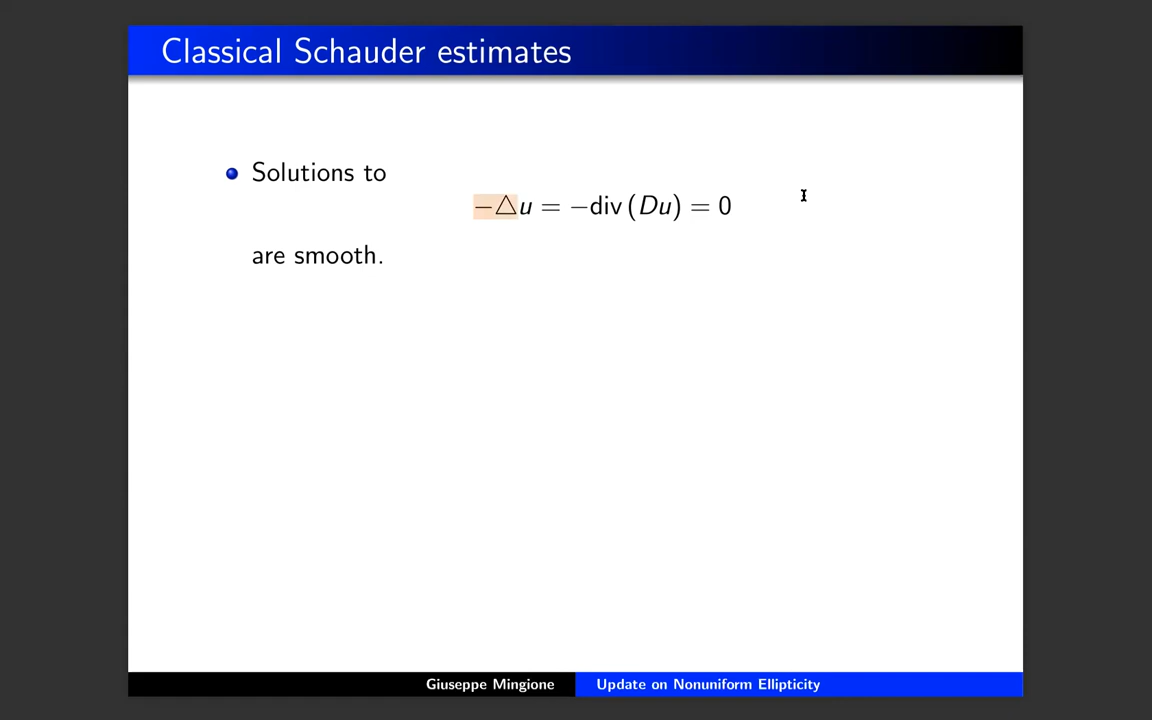 Classical Schauder estimates
Solutions to
−△u = −div (Du) = 0
are smooth.
Giuseppe Mingione
Update on Nonuniform Ellipticity